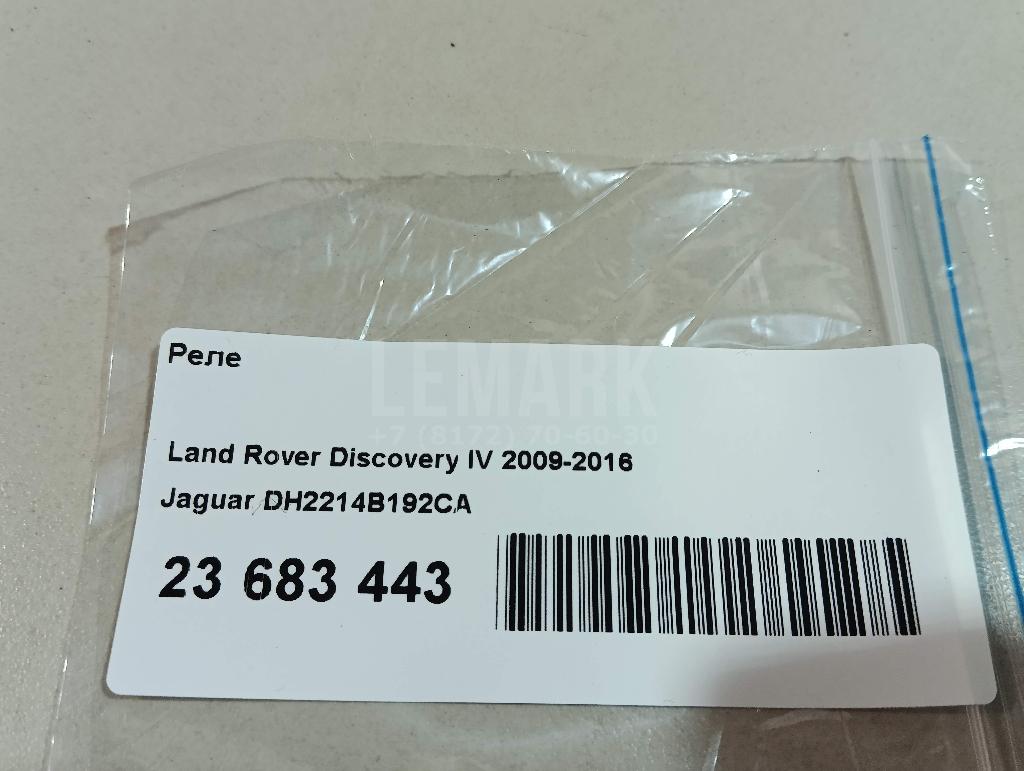 Реле
LEMARK
+7 (8172) 70-60-30
Land Rover Discovery IV 2009-2016
Jaguar DH2214B192CA
23 683 443